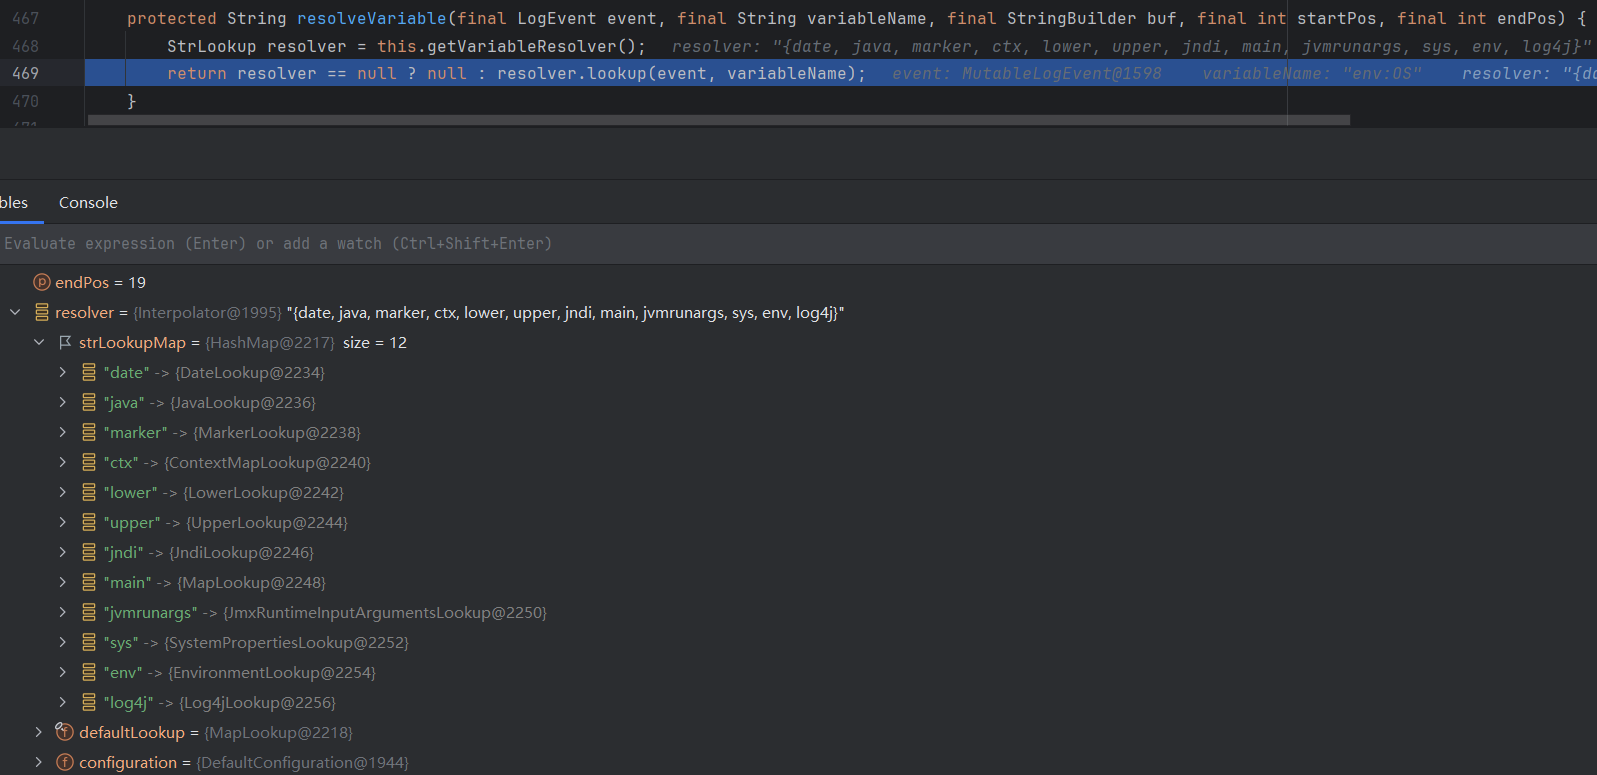 467 protected String resolveVariable(final LogEvent event, final String variableName, final StringBuilder buf, final int startPos, final int endPos) {
468 StrLookup resolver = this.getVariableResolver(); resolver: "{date, java, marker, ctx, lower, upper, jndi, main, jvmrunargs, sys, env, log4j}"
469 return resolver == null ? null : resolver.lookup(event, variableName); event: MutableLogEvent@1598 variableName: "env:OS" resolver: "{da
470 }
471
bles Console
Evaluate expression (Enter) or add a watch (Ctrl+Shift+Enter)
p endPos = 19
resolver = {Interpolator@1995} "{date, java, marker, ctx, lower, upper, jndi, main, jvmrunargs, sys, env, log4j}"
strLookupMap = {HashMap@2217} size = 12
"date" -> {DateLookup@2234}
"java" -> {JavaLookup@2236}
"marker" -> {MarkerLookup@2238}
"ctx" -> {ContextMapLookup@2240}
"lower" -> {LowerLookup@2242}
"upper" -> {UpperLookup@2244}
"jndi" -> {JndiLookup@2246}
"main" -> {MapLookup@2248}
"jvmrunargs" -> {JmxRuntimeInputArgumentsLookup@2250}
"sys" -> {SystemPropertiesLookup@2252}
"env" -> {EnvironmentLookup@2254}
"log4j" -> {Log4jLookup@2256}
f defaultLookup = {MapLookup@2218}
f configuration = {DefaultConfiguration@1944}